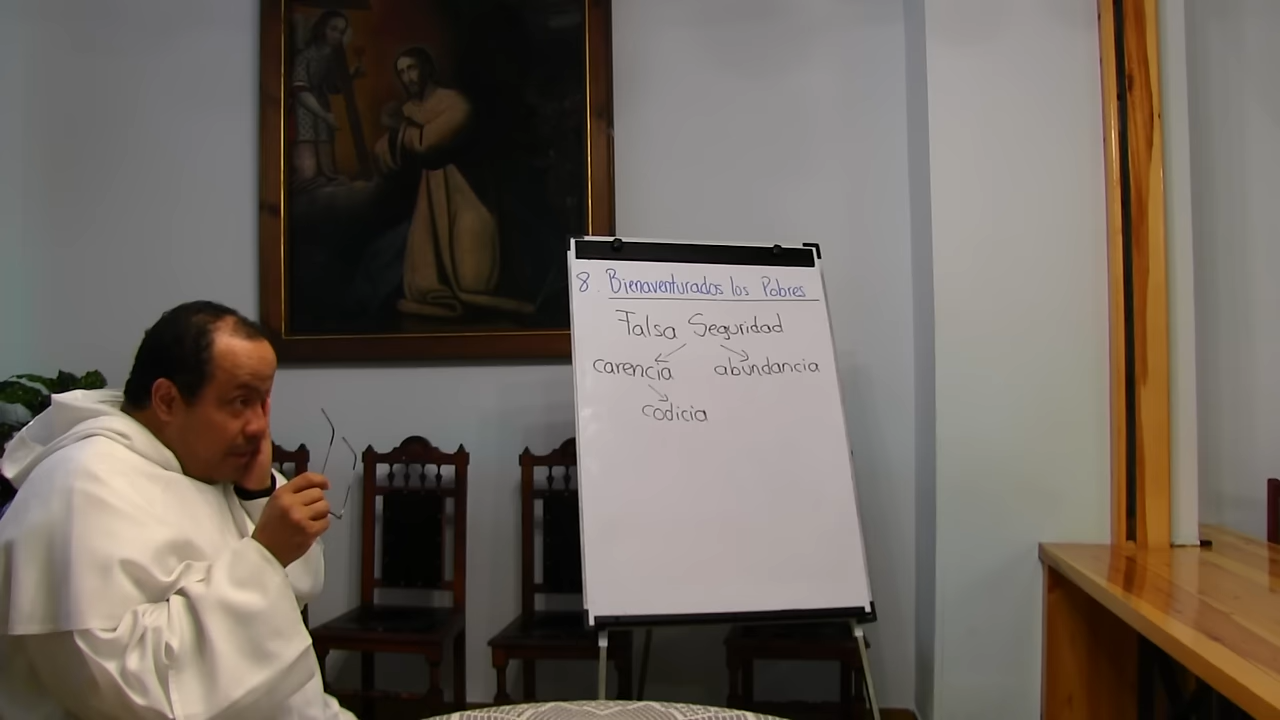 8. Bienaventurados los Pobres
Falsa Seguridad
carencia abundancia
codicia